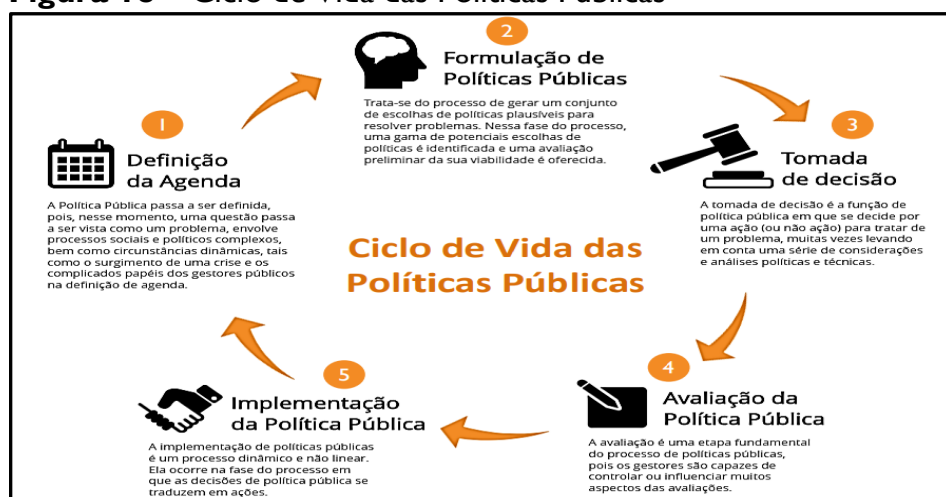 Figura 18 – Ciclo de Vida das Políticas Públicas
2
Formulação de
Políticas Públicas
Trata-se do processo de gerar um conjunto
de escolhas de políticas plausíveis para
resolver problemas. Nessa fase do processo,
uma gama de potenciais escolhas de
políticas é identificada e uma avaliação
preliminar da sua viabilidade é oferecida.
1
Definição
da Agenda
A Política Pública passa a ser definida,
pois, nesse momento, uma questão passa
a ser vista como um problema, envolve
processos sociais e políticos complexos,
bem como circunstâncias dinâmicas, tais
como o surgimento de uma crise e os
complicados papéis dos gestores públicos
na definição de agenda.
3
Tomada
de decisão
A tomada de decisão é a função de
política pública em que se decide por
uma ação (ou não ação) para tratar de
um problema, muitas vezes levando
em conta uma série de considerações
e análises políticas e técnicas.
Ciclo de Vida das
Políticas Públicas
4
Avaliação da
Política Pública
A avaliação é uma etapa fundamental
do processo de políticas públicas,
pois os gestores são capazes de
controlar ou influenciar muitos
aspectos das avaliações.
5
Implementação
da Política Pública
A implementação de políticas públicas
é um processo dinâmico e não linear.
Ela ocorre na fase do processo em
que as decisões de política pública se
traduzem em ações.